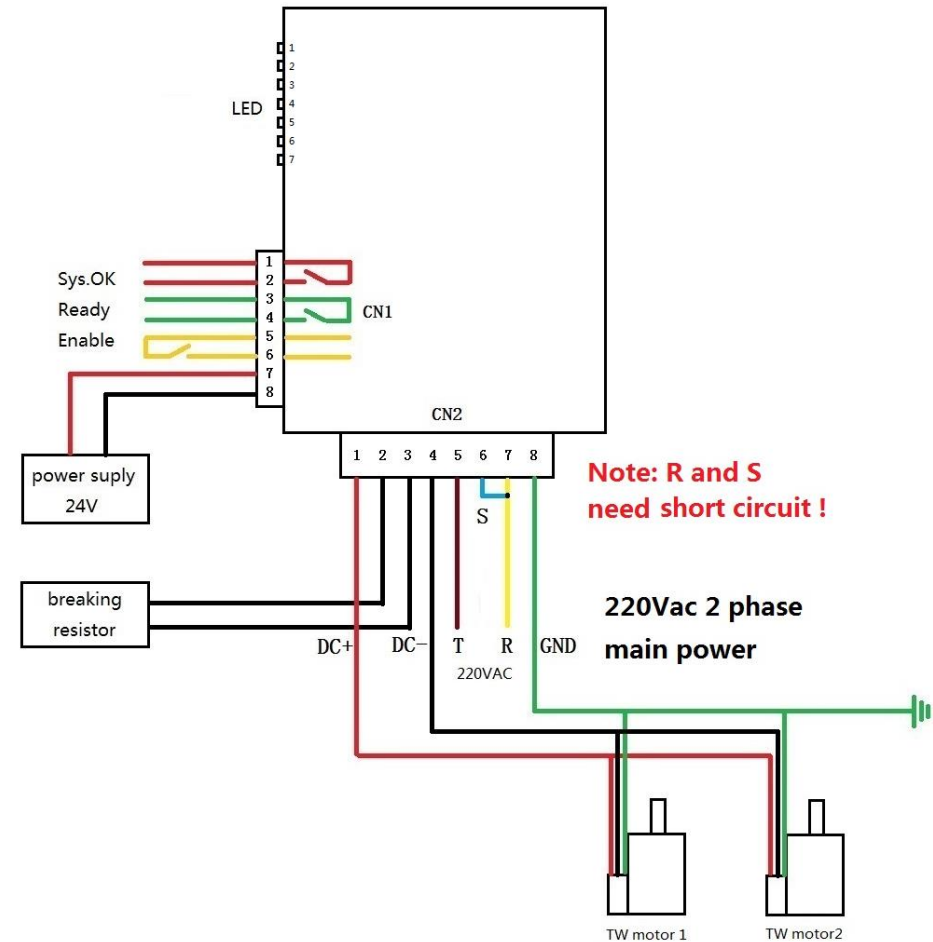 1
2
3
4
5
6
7
LED
1
2
3
4
5
6
7
8
Sys.OK
Ready
Enable
CN1
CN2
1 2 3 4 5 6 7 8
power suply
24V
Note: R and S
need short circuit !
S
breaking
resistor
220Vac 2 phase
main power
DC+ DC- T R GND
220VAC
TW motor 1
TW motor2